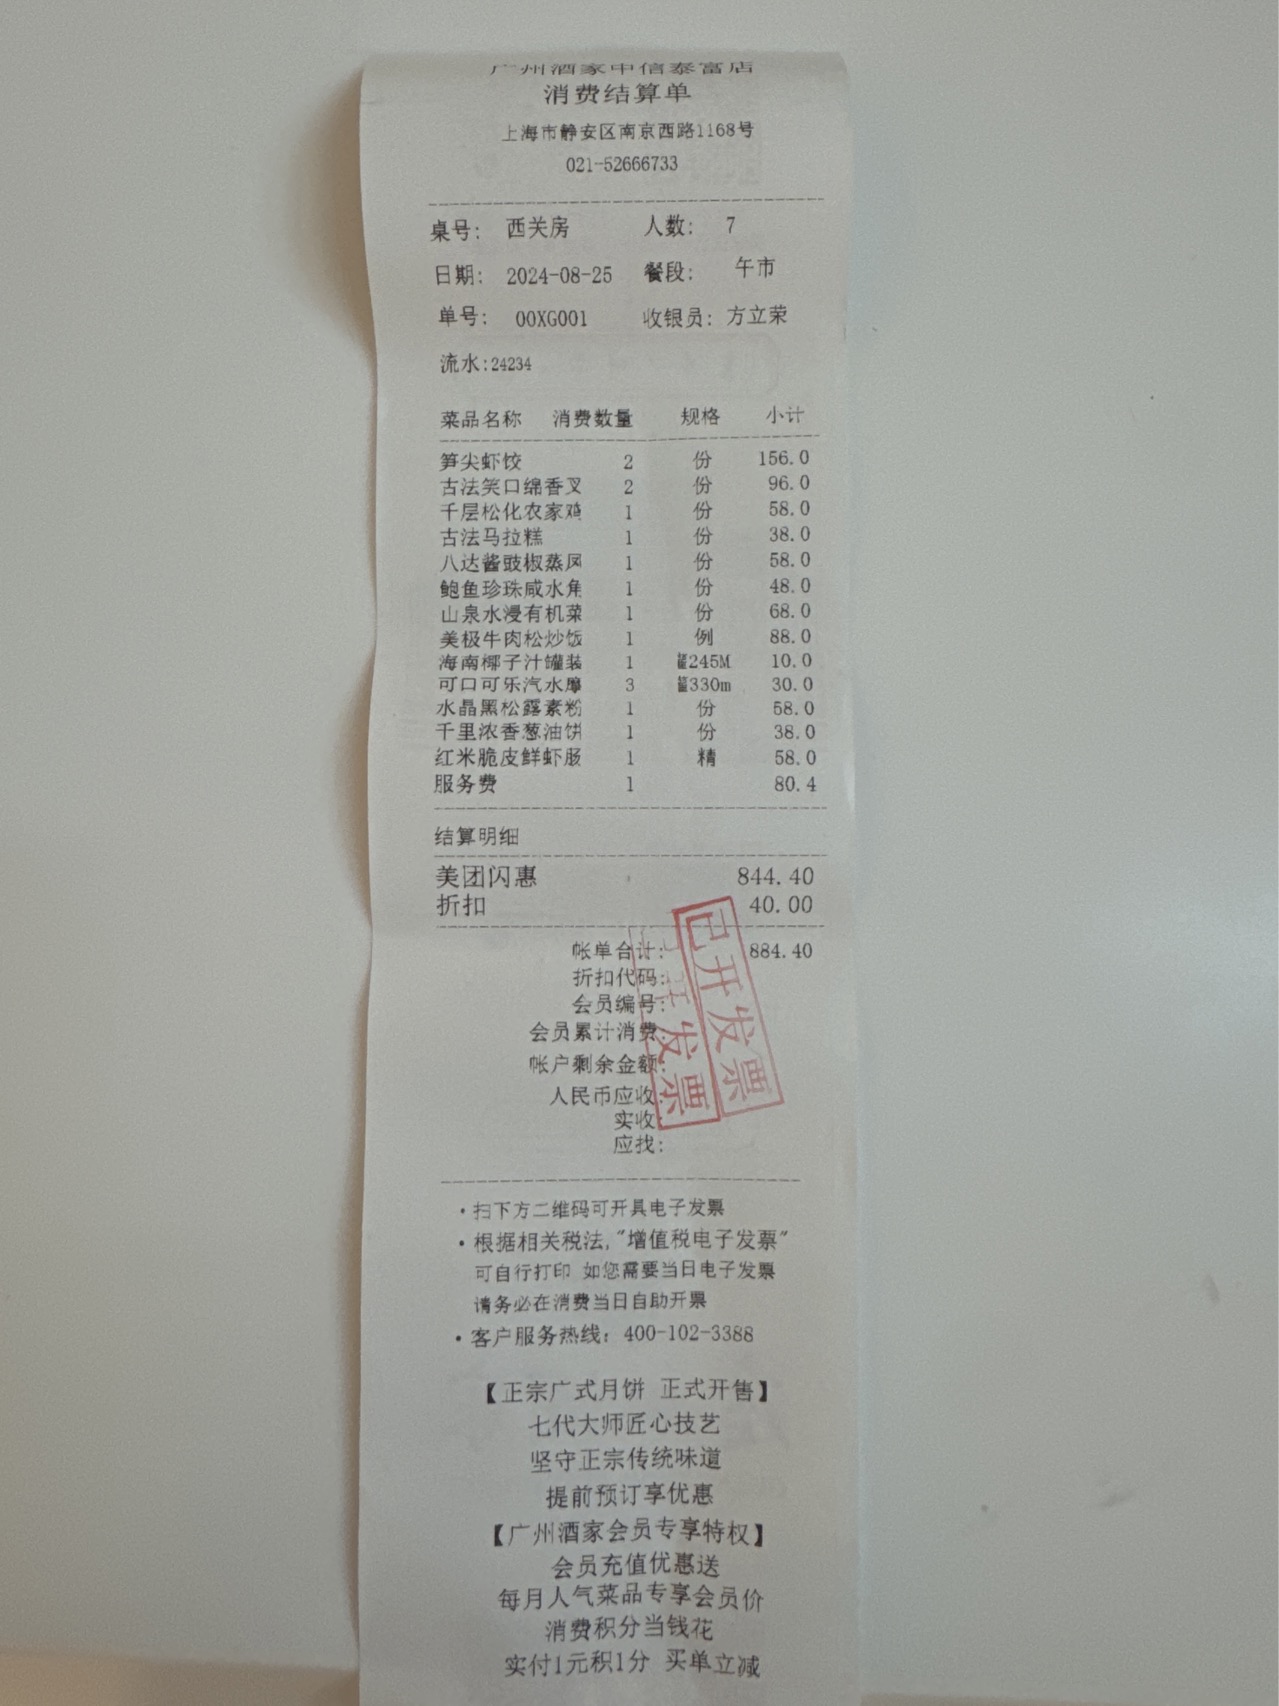 广州酒家中信泰富店
消费结算单
上海市静安区南京西路1168号
021-52666733
桌号: 西关房 人数: 7
日期: 2024-08-25 餐段: 午市
单号: 00XG001 收银员: 方立荣
流水:24234
菜品名称 消费数量 规格 小计
笋尖虾饺 2 份 156.0
古法笑口绵香叉 2 份 96.0
千层松化农家鸡 1 份 58.0
古法马拉糕 1 份 38.0
八达酱豉椒蒸凤 1 份 58.0
鲍鱼珍珠咸水角 1 份 48.0
山泉水浸有机菜 1 份 68.0
美极牛肉松炒饭 1 例 88.0
海南椰子汁罐装 1 罐245M 10.0
可口可乐汽水摩 3 罐330m 30.0
水晶黑松露素粉 1 份 58.0
千里浓香葱油饼 1 份 38.0
红米脆皮鲜虾肠 1 精 58.0
服务费 1 80.4
结算明细
美团闪惠 844.40
折扣 40.00
帐单合计: 884.40
折扣代码:
会员编号:
会员累计消费:
帐户剩余金额:
人民币应收:
实收:
应找:
已开发票
发票
·扫下方二维码可开具电子发票
·根据相关税法,"增值税电子发票"
可自行打印 如您需要当日电子发票
请务必在消费当日自助开票
·客户服务热线: 400-102-3388
【正宗广式月饼 正式开售】
七代大师匠心技艺
坚守正宗传统味道
提前预订享优惠
【广州酒家会员专享特权】
会员充值优惠送
每月人气菜品专享会员价
消费积分当钱花
实付1元积1分 买单立减